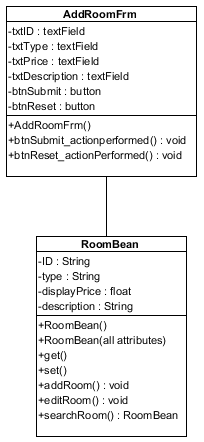 AddRoomFrm
-txtID : textField
-txtType : textField
-txtPrice : textField
-txtDescription : textField
-btnSubmit : button
-btnReset : button
+AddRoomFrm()
+btnSubmit_actionperformed() : void
+btnReset_actionPerformed() : void
RoomBean
-ID : String
-type : String
-displayPrice : float
-description : String
+RoomBean()
+RoomBean(all attributes)
+get()
+set()
+addRoom() : void
+editRoom() : void
+searchRoom() : RoomBean